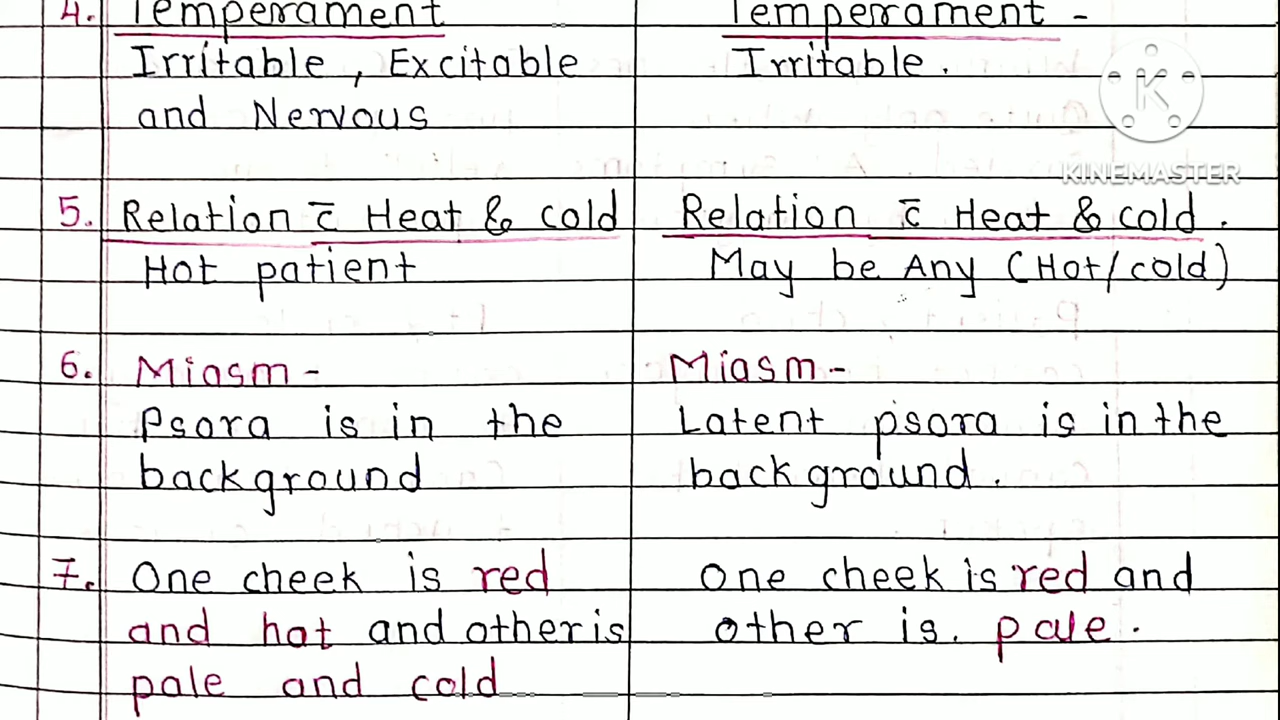 4. Temperament
Irritable, Excitable
and Nervous
5. Relation c̄ Heat & cold
Hot patient
6. Miasm -
Psora is in the
background
7. One cheek is red
and hot and other is
pale and cold
Temperament -
Irritable.
Relation c̄ Heat & cold.
May be Any (Hot/cold)
Miasm -
Latent psora is in the
background.
One cheek is red and
other is. pale.
K
KINEMASTER